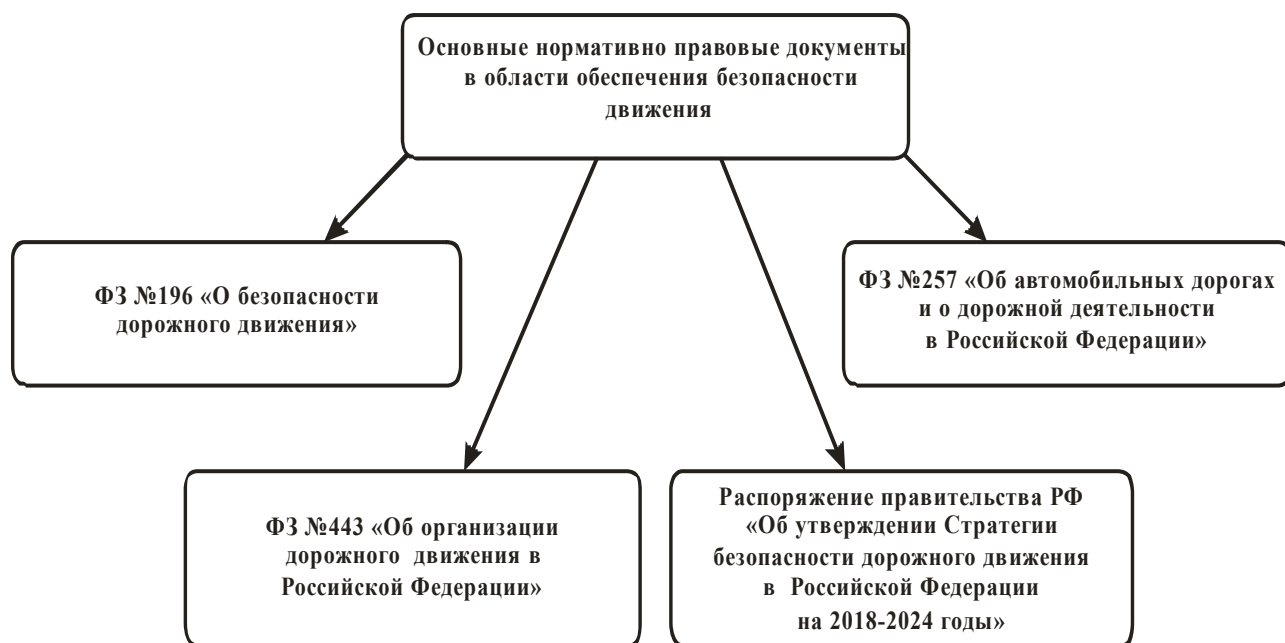 Основные нормативно правовые документы
в области обеспечения безопасности
движения
ФЗ №196 «О безопасности
дорожного движения»
ФЗ №257 «Об автомобильных дорогах
и о дорожной деятельности
в Российской Федерации»
ФЗ №443 «Об организации
дорожного движения в
Российской Федерации»
Распоряжение правительства РФ
«Об утверждении Стратегии
безопасности дорожного движения
в Российской Федерации
на 2018-2024 годы»